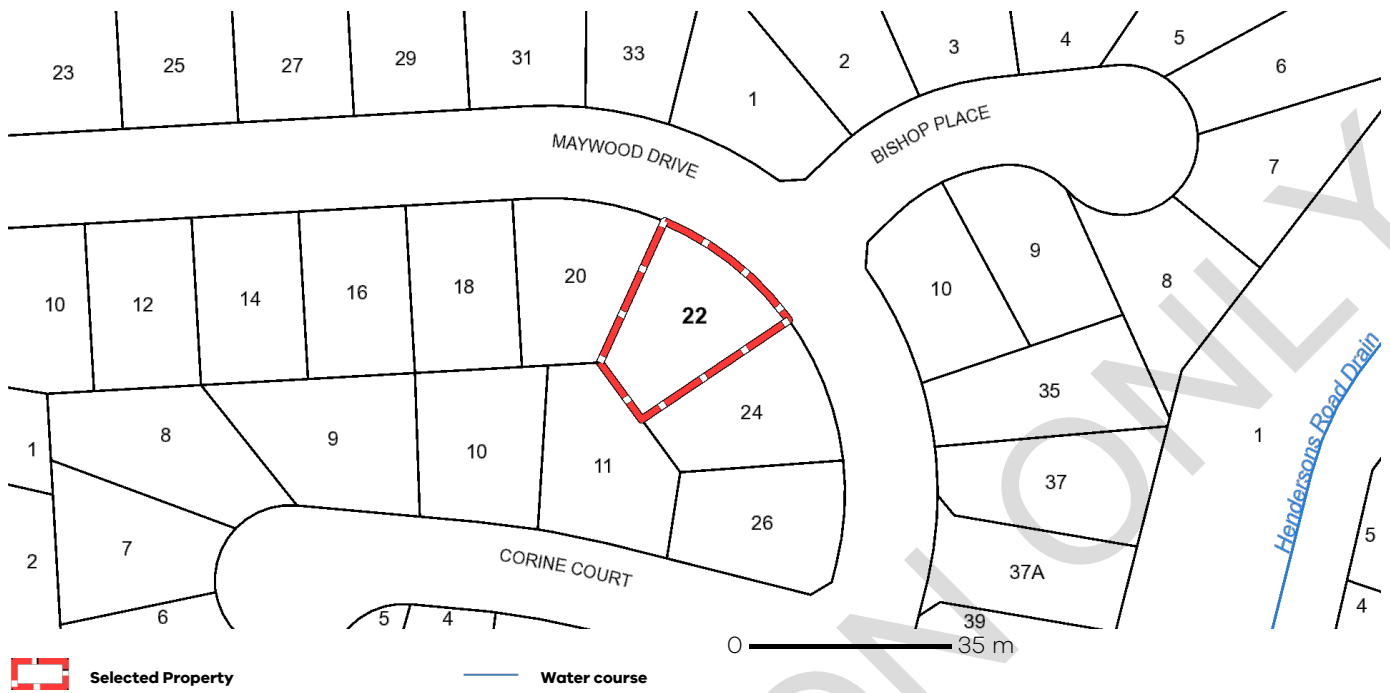 23 25 27 29 31 33 1 2 3 4 5 6
MAYWOOD DRIVE
BISHOP PLACE
7
10 12 14 16 18 20 22 10 9 8
24 35
1 8 9 10 11 26 37 1
Hendersons Road Drain
2 7 37A 5
CORINE COURT
6 5 4 39 4
0 35 m
Selected Property Water course
ON ONLY